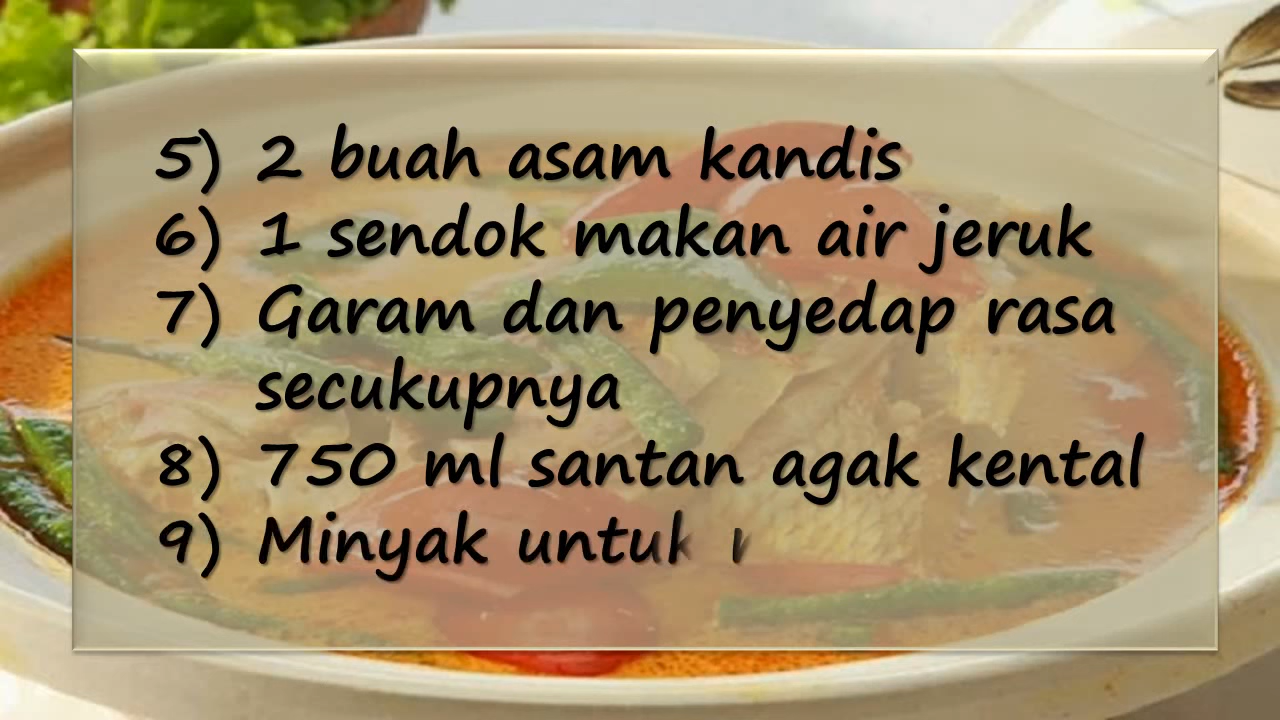 5) 2 buah asam kandis
6) 1 sendok makan air jeruk
7) Garam dan penyedap rasa
secukupnya
8) 750 ml santan agak kental
9) Minyak untuk